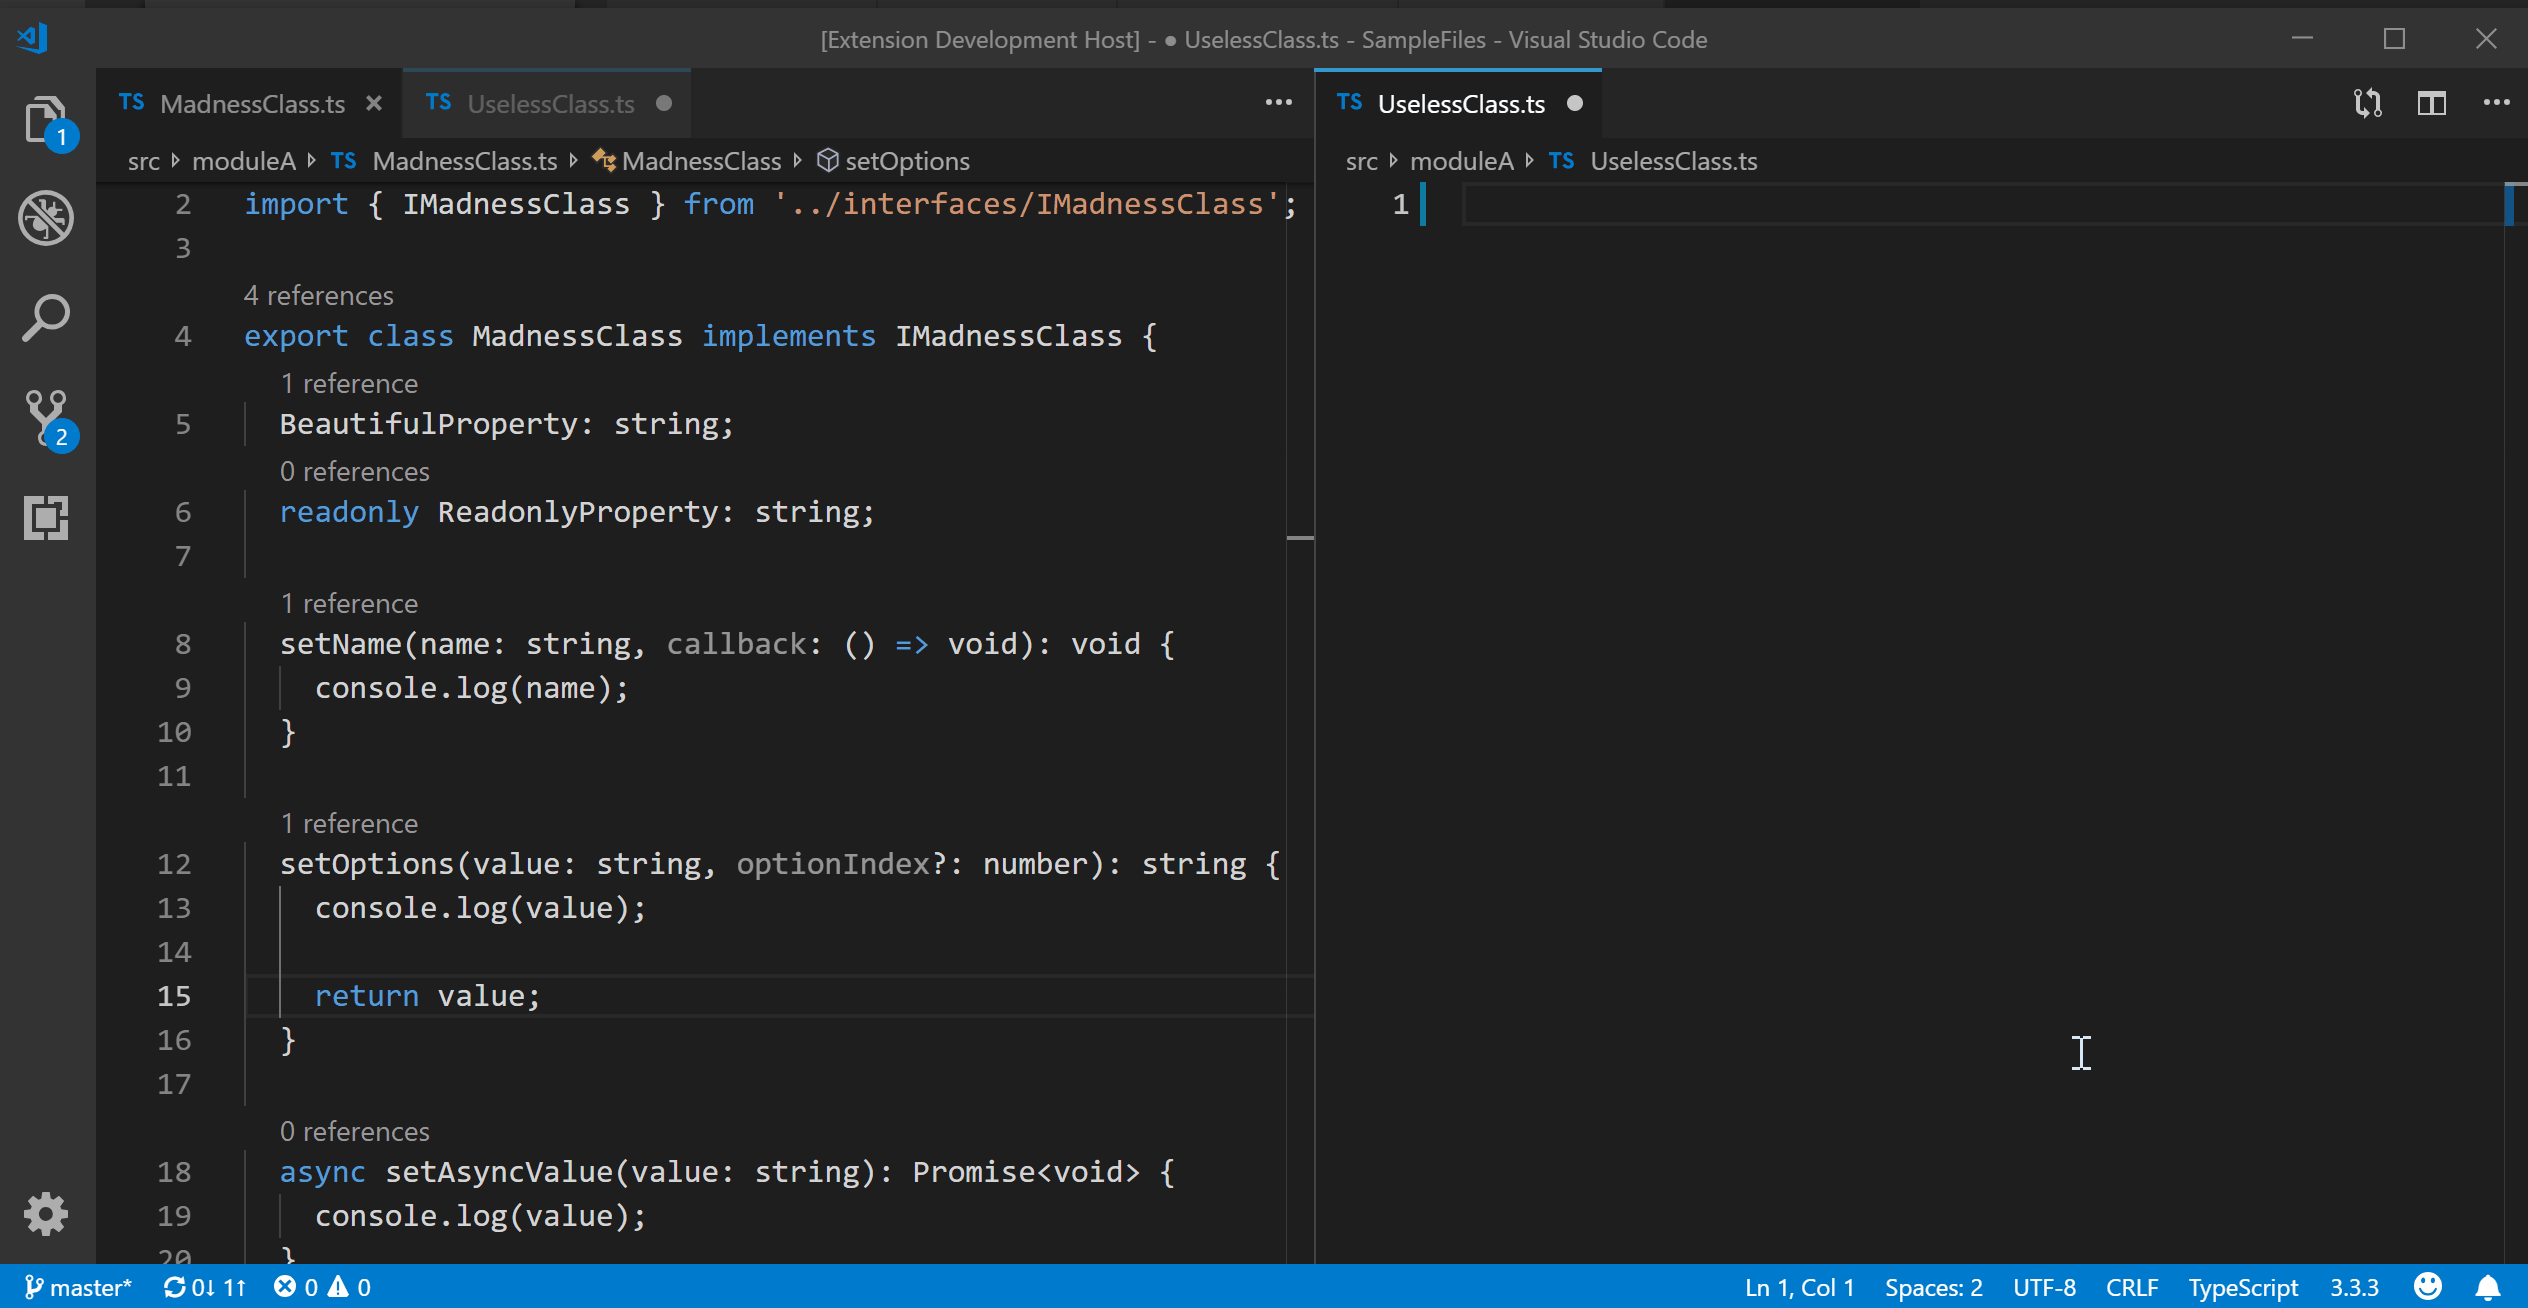 [Extension Development Host] - ● UselessClass.ts - SampleFiles - Visual Studio Code
TS MadnessClass.ts
TS UselessClass.ts
src moduleA TS MadnessClass.ts MadnessClass setOptions
1
2
2 import { IMadnessClass } from '../interfaces/IMadnessClass';
3
4 references
4 export class MadnessClass implements IMadnessClass {
1 reference
5 BeautifulProperty: string;
0 references
6 readonly ReadonlyProperty: string;
7
1 reference
8 setName(name: string, callback: () => void): void {
9 console.log(name);
10 }
11
1 reference
12 setOptions(value: string, optionIndex?: number): string {
13 console.log(value);
14
15 return value;
16 }
17
0 references
18 async setAsyncValue(value: string): Promise<void> {
19 console.log(value);
20 }
TS UselessClass.ts
src moduleA TS UselessClass.ts
1
master* 0↓ 1↑ 0 0 Ln 1, Col 1 Spaces: 2 UTF-8 CRLF TypeScript 3.3.3